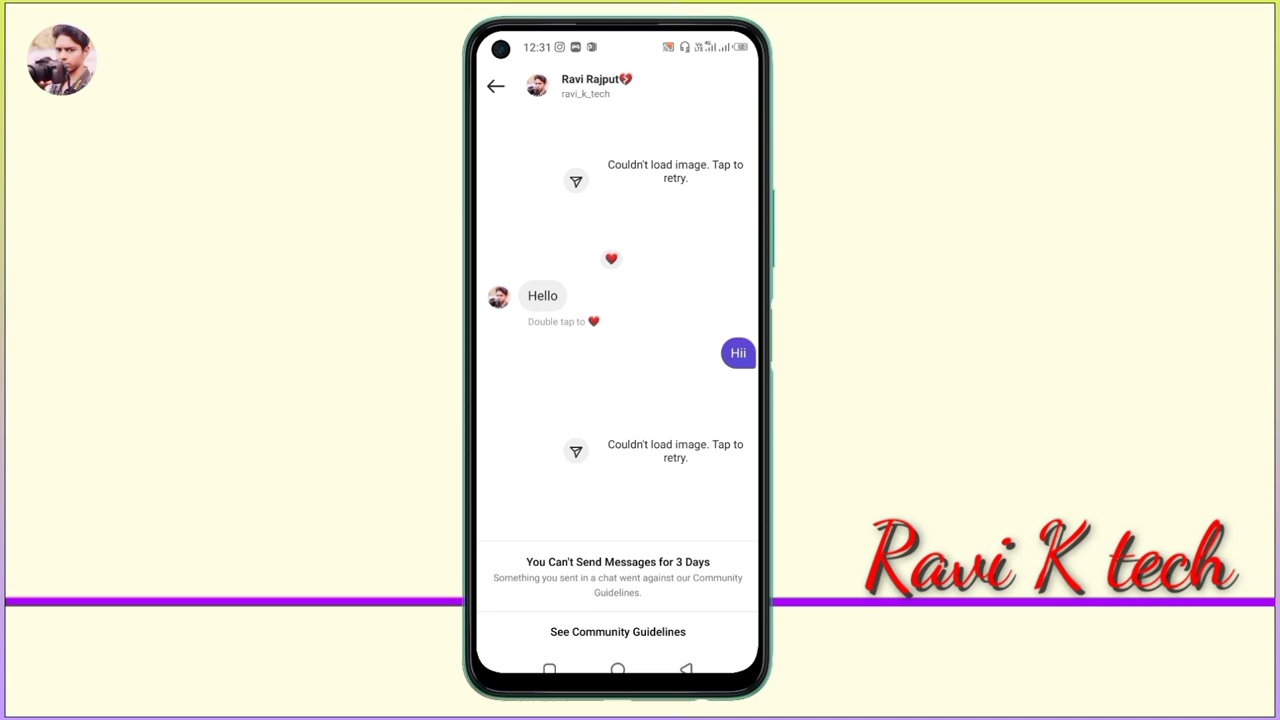 12:31
Ravi Rajput💔
ravi_k_tech
Couldn't load image. Tap to
retry.
❤️
Hello
Double tap to ❤️
Hii
Couldn't load image. Tap to
retry.
You Can't Send Messages for 3 Days
Something you sent in a chat went against our Community
Guidelines.
See Community Guidelines
Ravi K tech